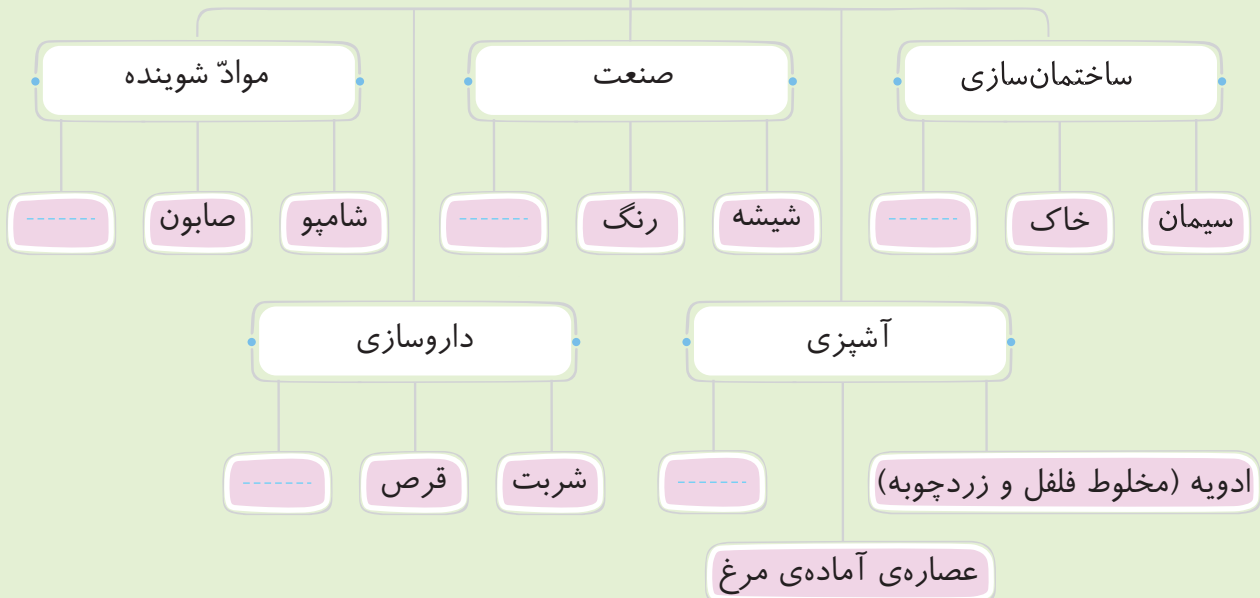 ساختمان‌سازی
صنعت
موادّ شوینده
سیمان
خاک
شیشه
رنگ
شامپو
صابون
آشپزی
داروسازی
ادویه (مخلوط فلفل و زردچوبه)
شربت
قرص
عصاره‌ی آماده‌ی مرغ